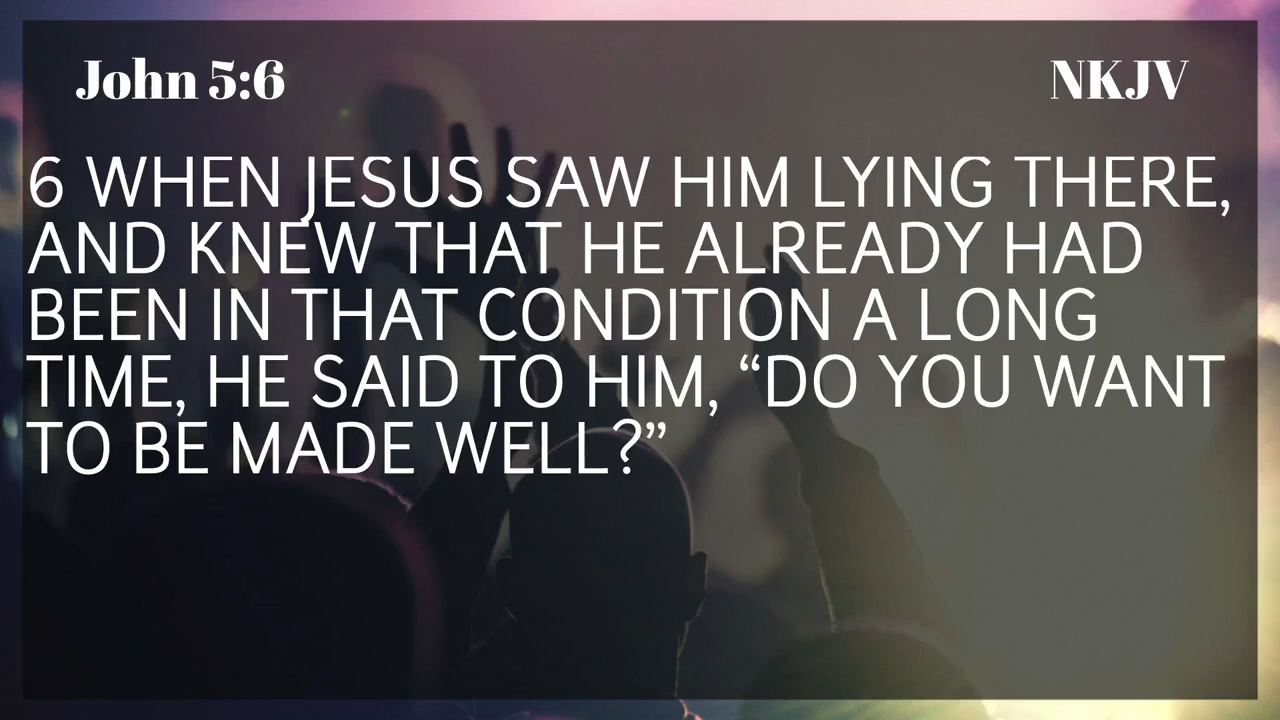 John 5:6 NKJV
6 WHEN JESUS SAW HIM LYING THERE,
AND KNEW THAT HE ALREADY HAD
BEEN IN THAT CONDITION A LONG
TIME, HE SAID TO HIM, “DO YOU WANT
TO BE MADE WELL?”